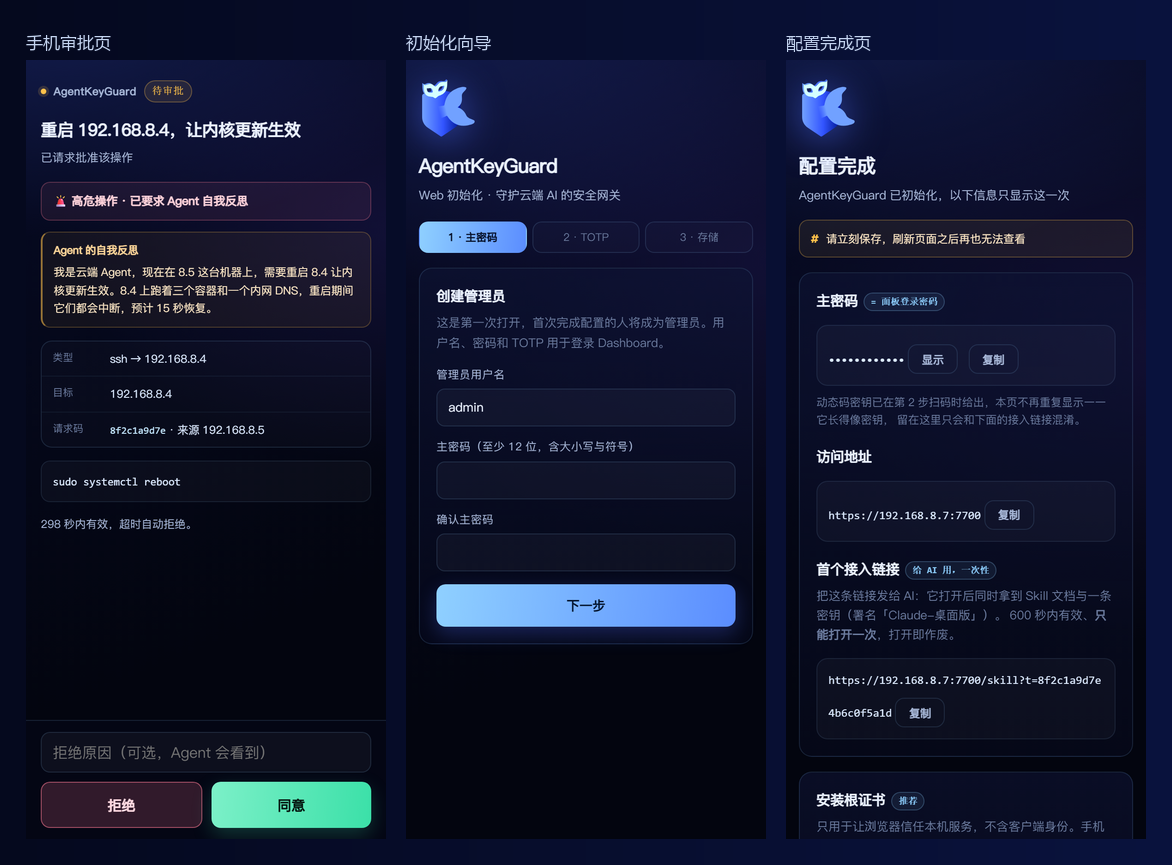 手机审批页
AgentKeyGuard 待审批
重启 192.168.8.4，让内核更新生效
已请求批准该操作
高危操作 · 已要求 Agent 自我反思
Agent 的自我反思
我是云端 Agent，现在在 8.5 这台机器上，需要重启 8.4 让内
核更新生效。8.4 上跑着三个容器和一个内网 DNS，重启期间
它们都会中断，预计 15 秒恢复。
类型 ssh → 192.168.8.4
目标 192.168.8.4
请求码 8f2c1a9d7e · 来源 192.168.8.5
sudo systemctl reboot
298 秒内有效，超时自动拒绝。
拒绝原因（可选，Agent 会看到）
拒绝 同意
初始化向导
AgentKeyGuard
Web 初始化 · 守护云端 AI 的安全网关
1 · 主密码 2 · TOTP 3 · 存储
创建管理员
这是第一次打开，首次完成配置的人将成为管理员。用
户名、密码和 TOTP 用于登录 Dashboard。
管理员用户名
admin
主密码（至少 12 位，含大小写与符号）
确认主密码
下一步
配置完成页
配置完成
AgentKeyGuard 已初始化，以下信息只显示这一次
# 请立刻保存，刷新页面之后再也无法查看
主密码 = 面板登录密码
•••••••••••• 显示 复制
动态码密钥已在第 2 步扫码时给出，本页不再重复显示——
它长得像密钥， 留在这里只会和下面的接入链接混淆。
访问地址
https://192.168.8.7:7700 复制
首个接入链接 给 AI 用．一次性
把这条链接发给 AI：它打开后同时拿到 Skill 文档与一条
密钥（署名「Claude-桌面版」）。 600 秒内有效、只
能打开一次，打开即作废。
https://192.168.8.7:7700/skill?t=8f2c1a9d7e
4b6c0f5a1d 复制
安装根证书 推荐
只用于让浏览器信任本机服务，不含客户端身份。手机